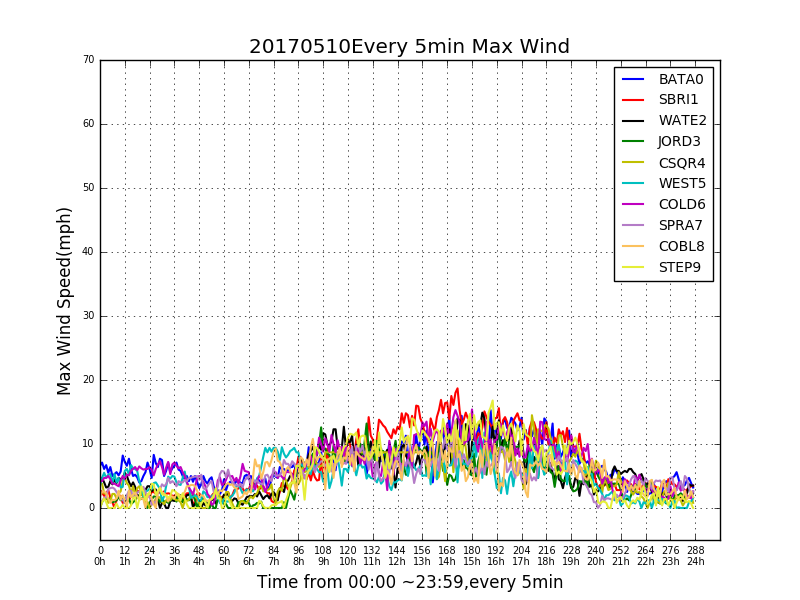 20170510Every 5min Max Wind
70
60
50
40
30
20
10
0
Max Wind Speed(mph)
BATA0
SBRI1
WATE2
JORD3
CSQR4
WEST5
COLD6
SPRA7
COBL8
STEP9
0 12 24 36 48 60 72 84 96 108 120 132 144 156 168 180 192 204 216 228 240 252 264 276 288
0h 1h 2h 3h 4h 5h 6h 7h 8h 9h 10h 11h 12h 13h 14h 15h 16h 17h 18h 19h 20h 21h 22h 23h 24h
Time from 00:00 ~23:59,every 5min